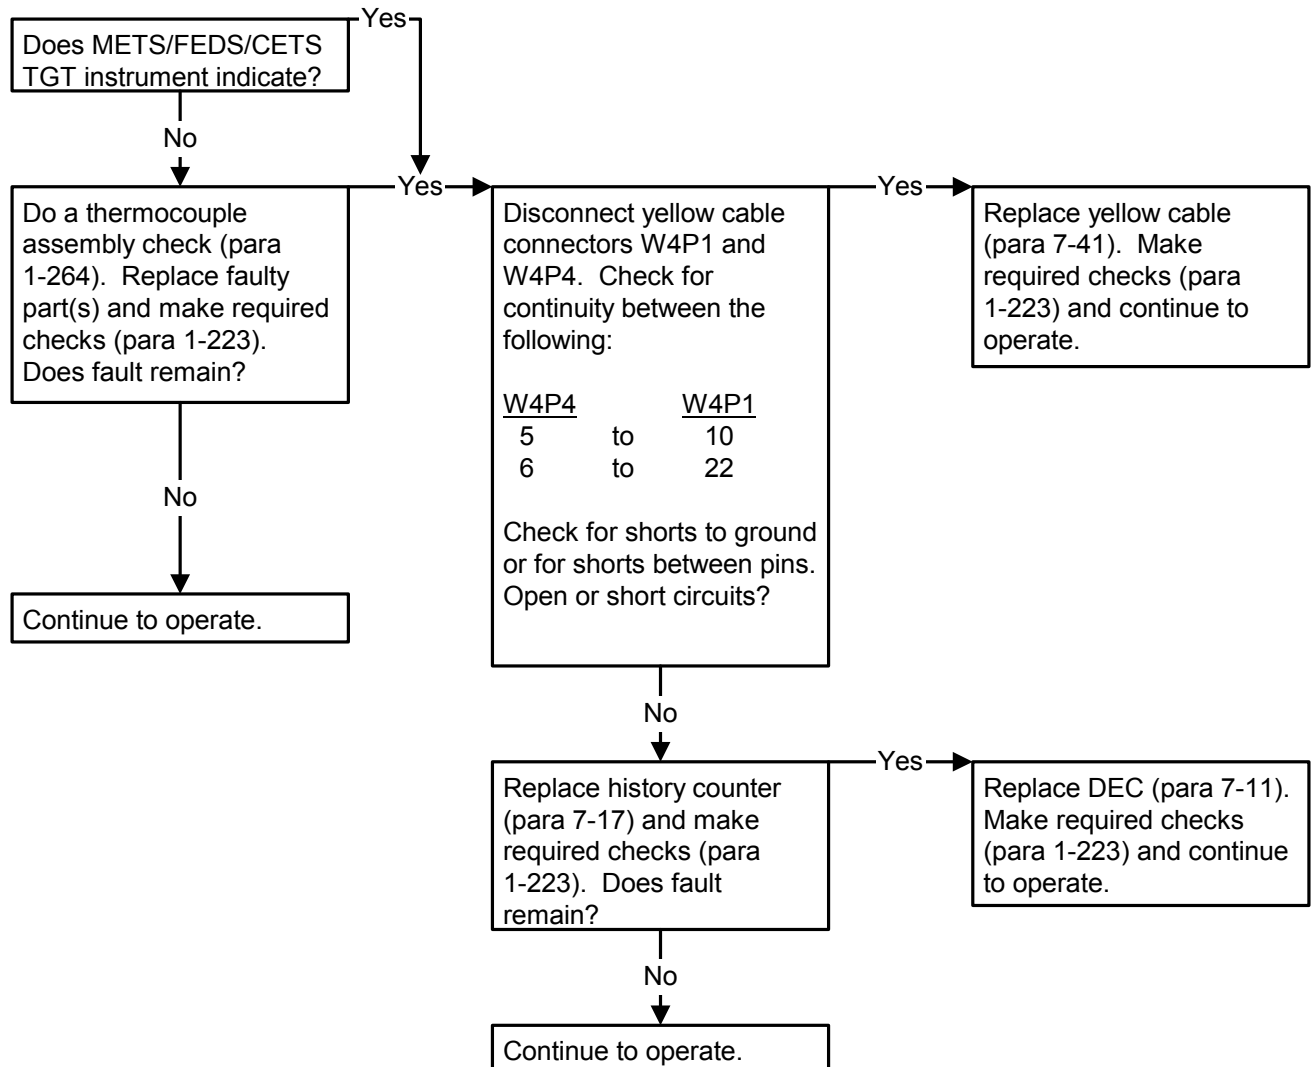 Does METS/FEDS/CETS
TGT instrument indicate?
Yes
No
Do a thermocouple
assembly check (para
1-264).  Replace faulty
part(s) and make required
checks (para 1-223).
Does fault remain?
Yes
No
Continue to operate.
Disconnect yellow cable
connectors W4P1 and
W4P4.  Check for
continuity between the
following:
W4P4 W4P1
5 to 10
6 to 22
Check for shorts to ground
or for shorts between pins.
Open or short circuits?
Yes
Replace yellow cable
(para 7-41).  Make
required checks (para
1-223) and continue to
operate.
No
Replace history counter
(para 7-17) and make
required checks (para
1-223).  Does fault
remain?
Yes
Replace DEC (para 7-11).
Make required checks
(para 1-223) and continue
to operate.
No
Continue to operate.